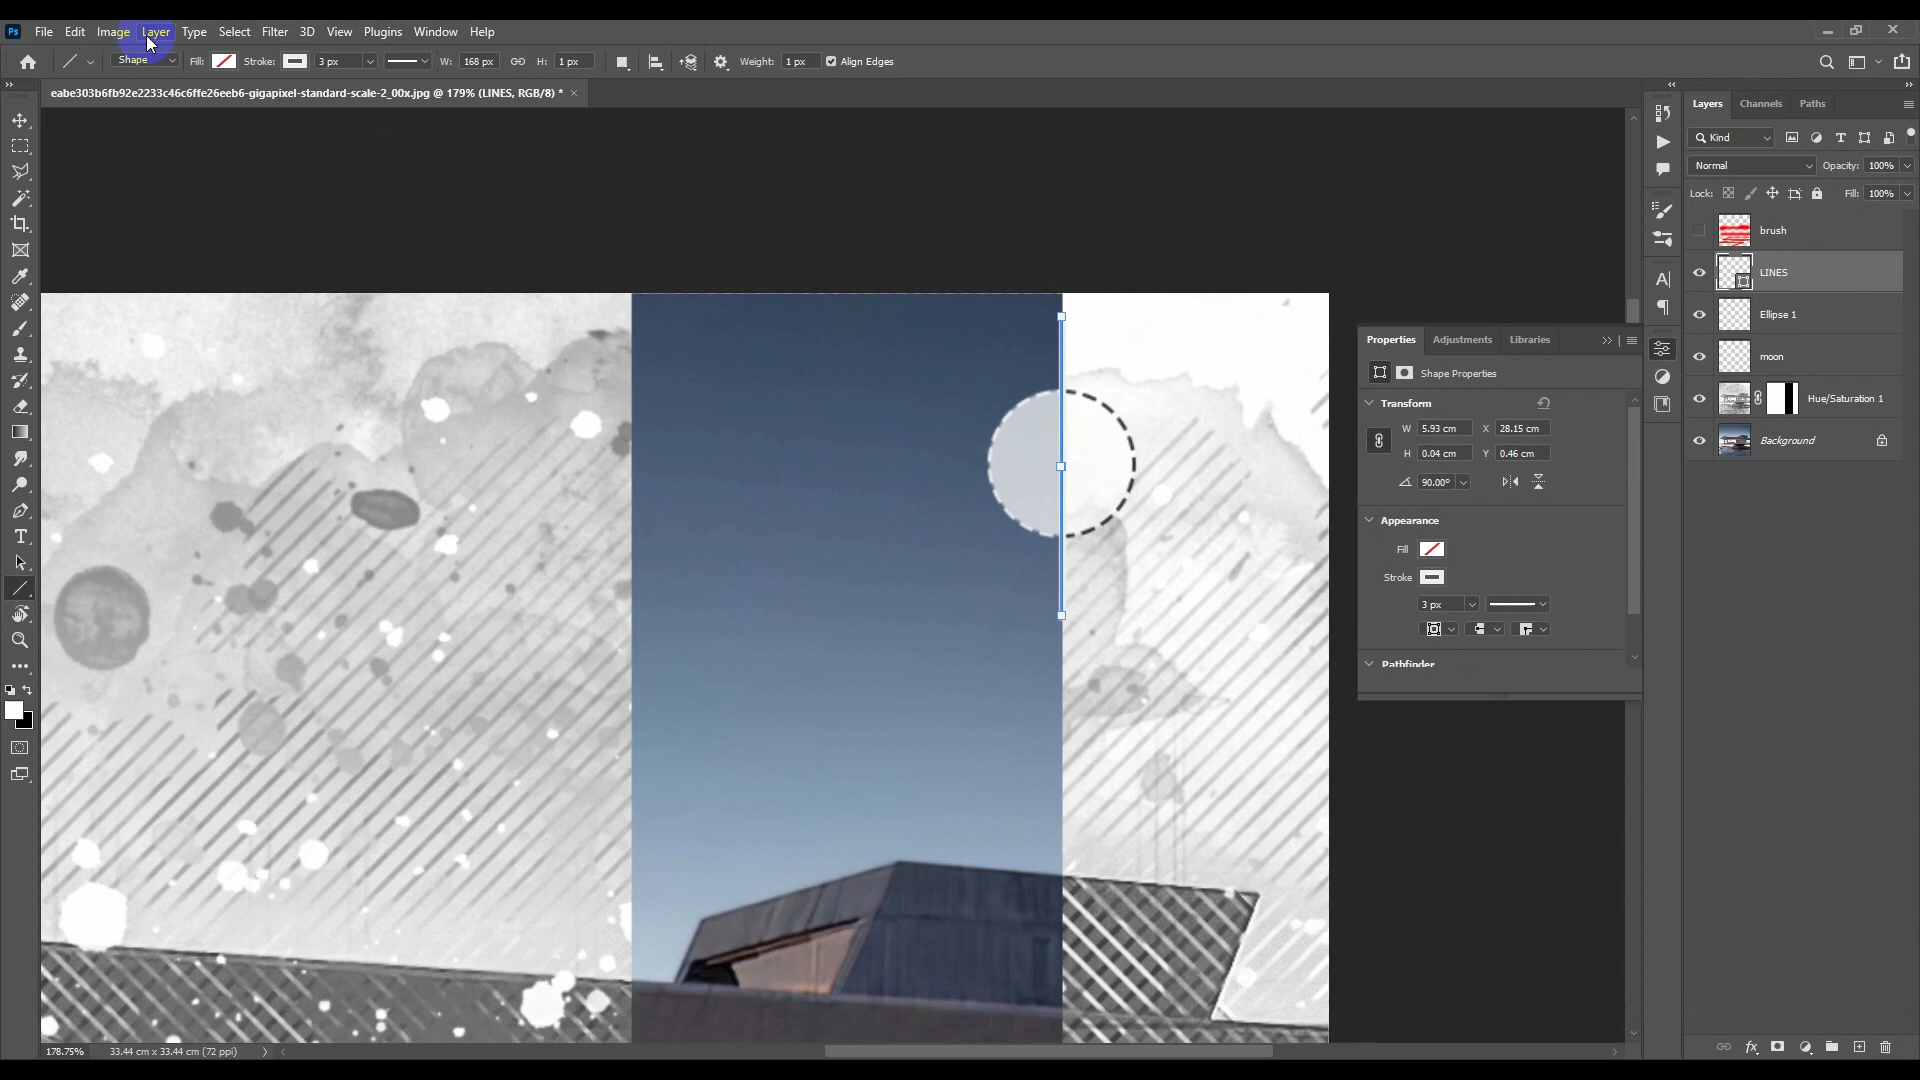 Ps File Edit Image Layer Type Select Filter 3D View Plugins Window Help
Shape Fill: Stroke: 3 px W: 168 px H: 1 px Weight: 1 px Align Edges
eabe303b6fb92e2233c46c6ffe26eeb6-gigapixel-standard-scale-2_00x.jpg @ 179% (LINES, RGB/8) *
Layers Channels Paths
Kind
Normal Opacity: 100%
Lock: Fill: 100%
brush
LINES
Ellipse 1
moon
Hue/Saturation 1
Background
Properties Adjustments Libraries
Shape Properties
Transform
W 5.93 cm X 28.15 cm
H 0.04 cm Y 0.46 cm
90.00°
Appearance
Fill
Stroke
3 px
Pathfinder
178.75% 33.44 cm x 33.44 cm (72 ppi)